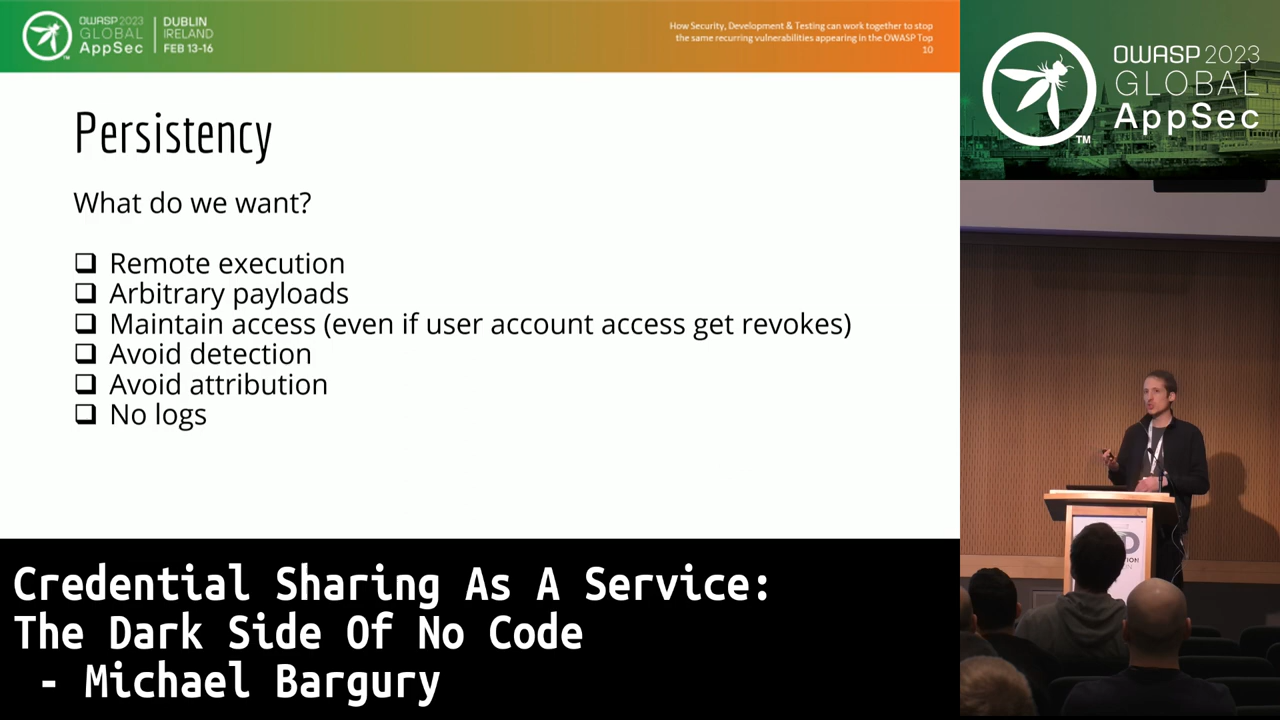 OWASP 2023
GLOBAL
AppSec
DUBLIN
IRELAND
FEB 13-16
How Security, Development & Testing can work together to stop
the same recurring vulnerabilities appearing in the OWASP Top
10
Persistency
What do we want?
❑ Remote execution
❑ Arbitrary payloads
❑ Maintain access (even if user account access get revokes)
❑ Avoid detection
❑ Avoid attribution
❑ No logs
OWASP 2023
GLOBAL
AppSec
TM
Credential Sharing As A Service:
The Dark Side Of No Code
- Michael Bargury